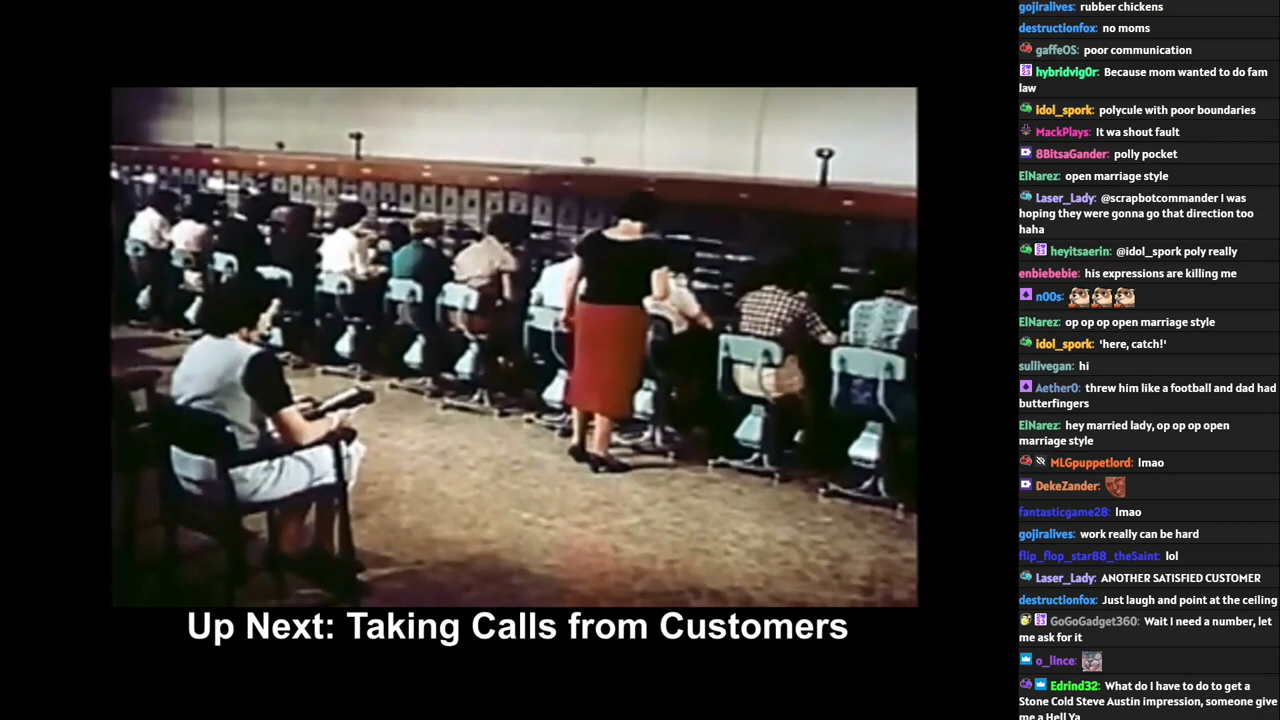 gojiralives: rubber chickens
destructionfox: no moms
gaffeOS: poor communication
hybridvig0r: Because mom wanted to do fam
law
idol_spork: polycule with poor boundaries
MackPlays: It wa shout fault
8BitsaGander: polly pocket
ElNarez: open marriage style
Laser_Lady: @scrapbotcommander I was
hoping they were gonna go that direction too
haha
heyitsaerin: @idol_spork poly really
enbiebebie: his expressions are killing me
n00s:
ElNarez: op op op open marriage style
idol_spork: 'here, catch!'
sullivegan: hi
Aether0: threw him like a football and dad had
butterfingers
ElNarez: hey married lady, op op op open
marriage style
MLGpuppetlord: lmao
DekeZander:
fantasticgame28: lmao
gojiralives: work really can be hard
flip_flop_star88_theSaint: lol
Laser_Lady: ANOTHER SATISFIED CUSTOMER
destructionfox: Just laugh and point at the ceiling
GoGoGadget360: Wait I need a number, let
me ask for it
o_lince:
Edrind32: What do I have to do to get a
Stone Cold Steve Austin impression, someone give
me a Hell Ya
Up Next: Taking Calls from Customers